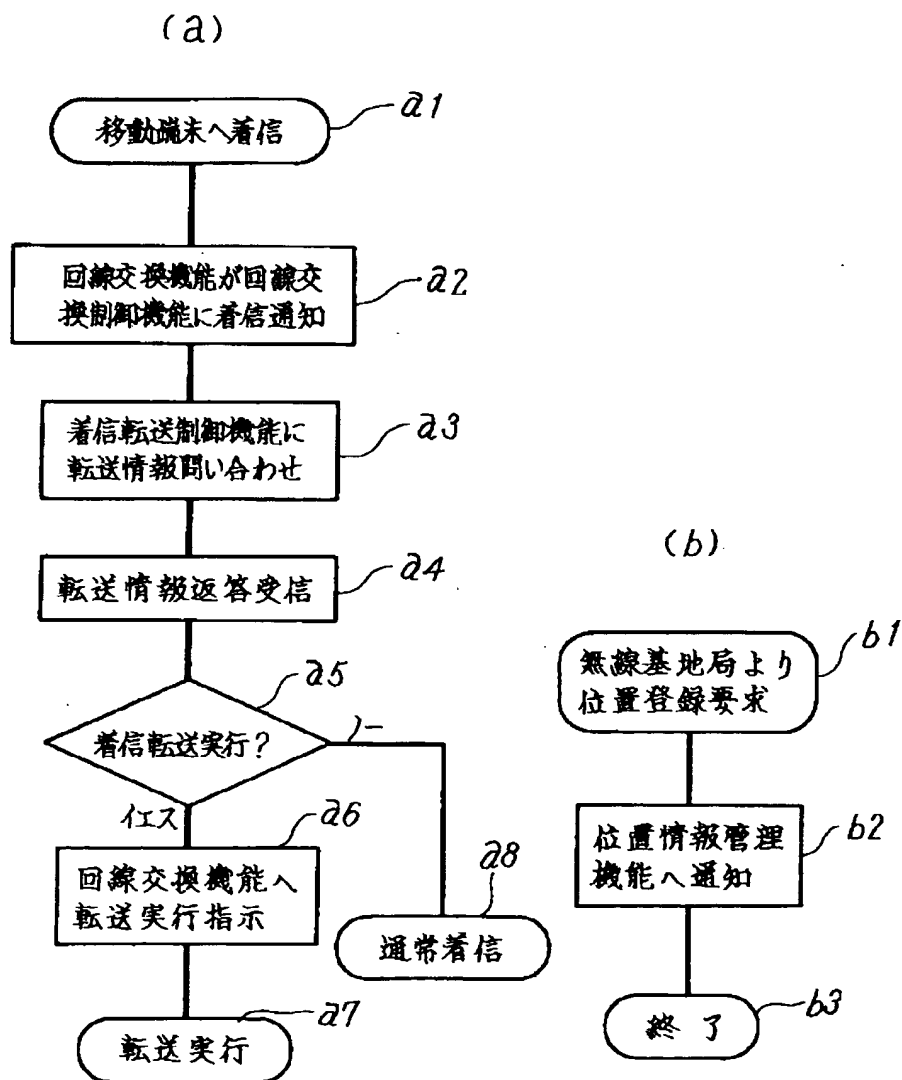 (a)
移動端末へ着信
a1
回線交換機能が回線交
換制御機能に着信通知
a2
着信転送制御機能に
転送情報問い合わせ
a3
転送情報返答受信
a4
着信転送実行?
a5
ノー
イエス
回線交換機能へ
転送実行指示
a6
転送実行
a7
通常着信
a8
(b)
無線基地局より
位置登録要求
b1
位置情報管理
機能へ通知
b2
終了
b3